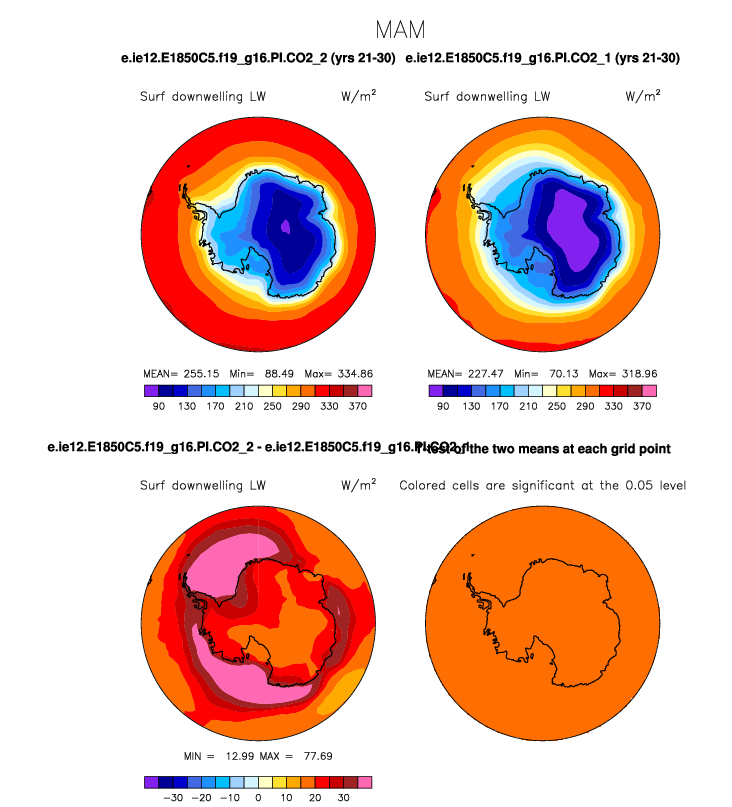 MAM
e.ie12.E1850C5.f19_g16.PI.CO2_2 (yrs 21-30) e.ie12.E1850C5.f19_g16.PI.CO2_1 (yrs 21-30)
Surf downwelling LW W/m² Surf downwelling LW W/m²
MEAN= 255.15 Min= 88.49 Max= 334.86 MEAN= 227.47 Min= 70.13 Max= 318.96
90 130 170 210 250 290 330 370 90 130 170 210 250 290 330 370
e.ie12.E1850C5.f19_g16.PI.CO2_2 - e.ie12.E1850C5.f19_g16.PI.CO2_1 T-test of the two means at each grid point
Surf downwelling LW W/m² Colored cells are significant at the 0.05 level
MIN = 12.99 MAX = 77.69
-30 -20 -10 0 10 20 30